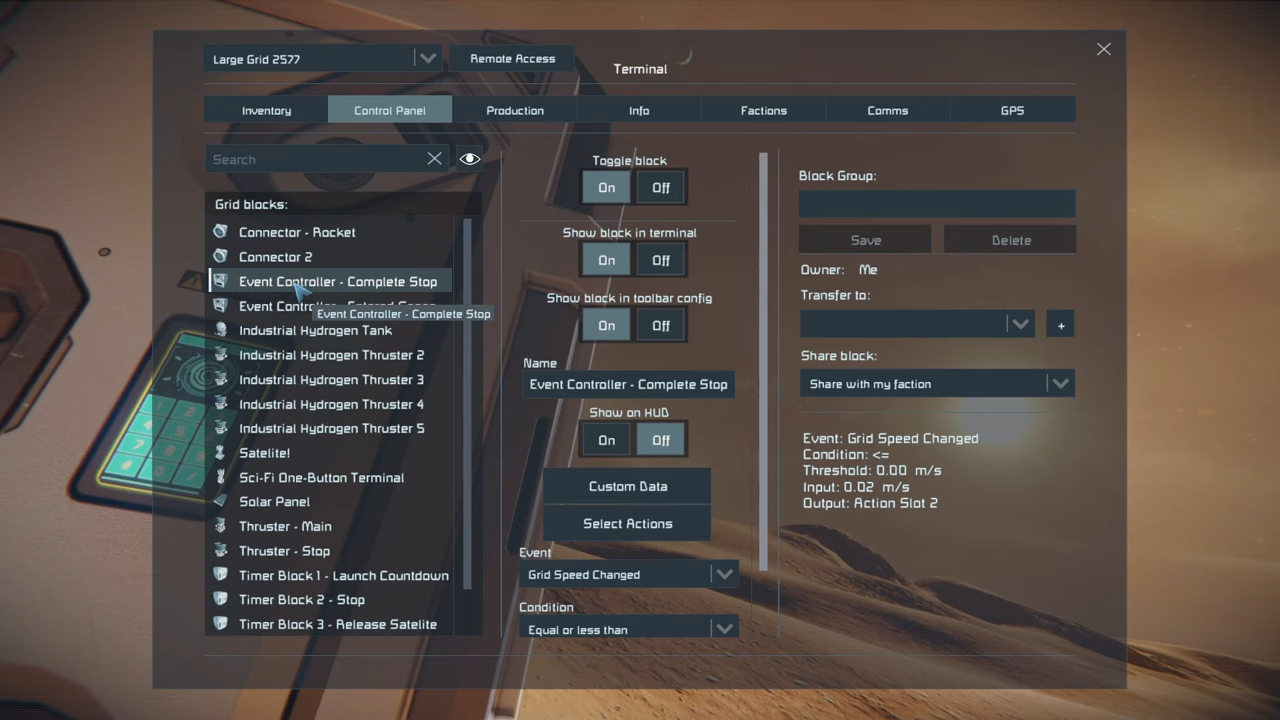 Large Grid 2577
Remote Access
Terminal
Inventory
Control Panel
Production
Info
Factions
Comms
GPS
Search
Grid blocks:
Connector - Rocket
Connector 2
Event Controller - Complete Stop
Event Controller - Entered Space
Event Controller - Complete Stop
Industrial Hydrogen Tank
Industrial Hydrogen Thruster 2
Industrial Hydrogen Thruster 3
Industrial Hydrogen Thruster 4
Industrial Hydrogen Thruster 5
Satelite!
Sci-Fi One-Button Terminal
Solar Panel
Thruster - Main
Thruster - Stop
Timer Block 1 - Launch Countdown
Timer Block 2 - Stop
Timer Block 3 - Release Satelite
Toggle block
On Off
Show block in terminal
On Off
Show block in toolbar config
On Off
Name
Event Controller - Complete Stop
Show on HUD
On Off
Custom Data
Select Actions
Event
Grid Speed Changed
Condition
Equal or less than
Block Group:
Save
Delete
Owner: Me
Transfer to:
+
Share block:
Share with my faction
Event: Grid Speed Changed
Condition: <=
Threshold: 0.00 m/s
Input: 0.02 m/s
Output: Action Slot 2